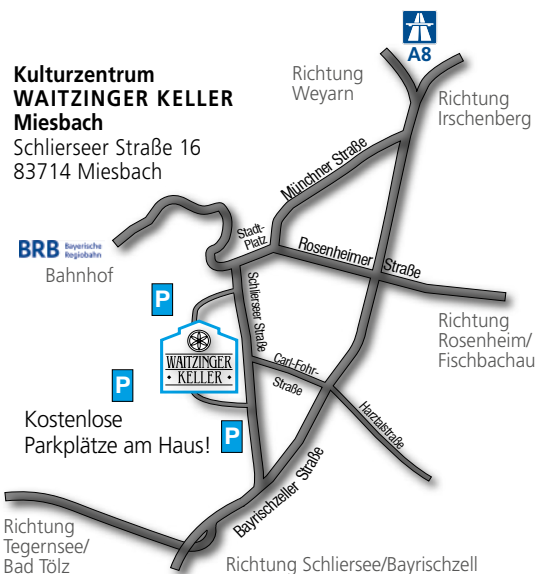 A8
Kulturzentrum
WAITZINGER KELLER
Miesbach
Schlierseer Straße 16
83714 Miesbach
Richtung
Weyarn
Richtung
Irschenberg
Münchner Straße
Stadt-
Platz
Rosenheimer Straße
BRB Bayerische
Regiobahn
Bahnhof
Schlierseer Straße
P
WAITZINGER
KELLER
Richtung
Rosenheim/
Fischbachau
Carl-Fohr-
Straße
P
Harztalstraße
Kostenlose
Parkplätze am Haus!
P
Bayrischzeller Straße
Richtung
Tegernsee/
Bad Tölz
Richtung Schliersee/Bayrischzell